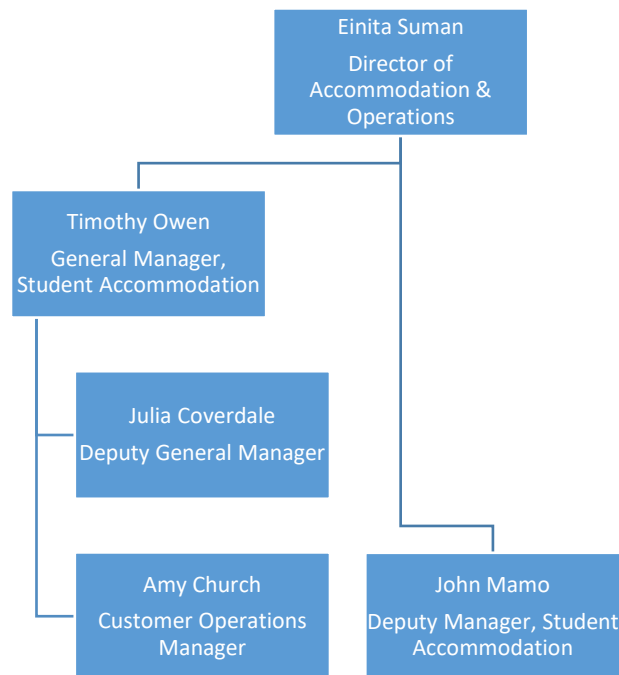 Einita Suman
Director of
Accommodation &
Operations
Timothy Owen
General Manager,
Student Accommodation
Julia Coverdale
Deputy General Manager
Amy Church
Customer Operations
Manager
John Mamo
Deputy Manager, Student
Accommodation